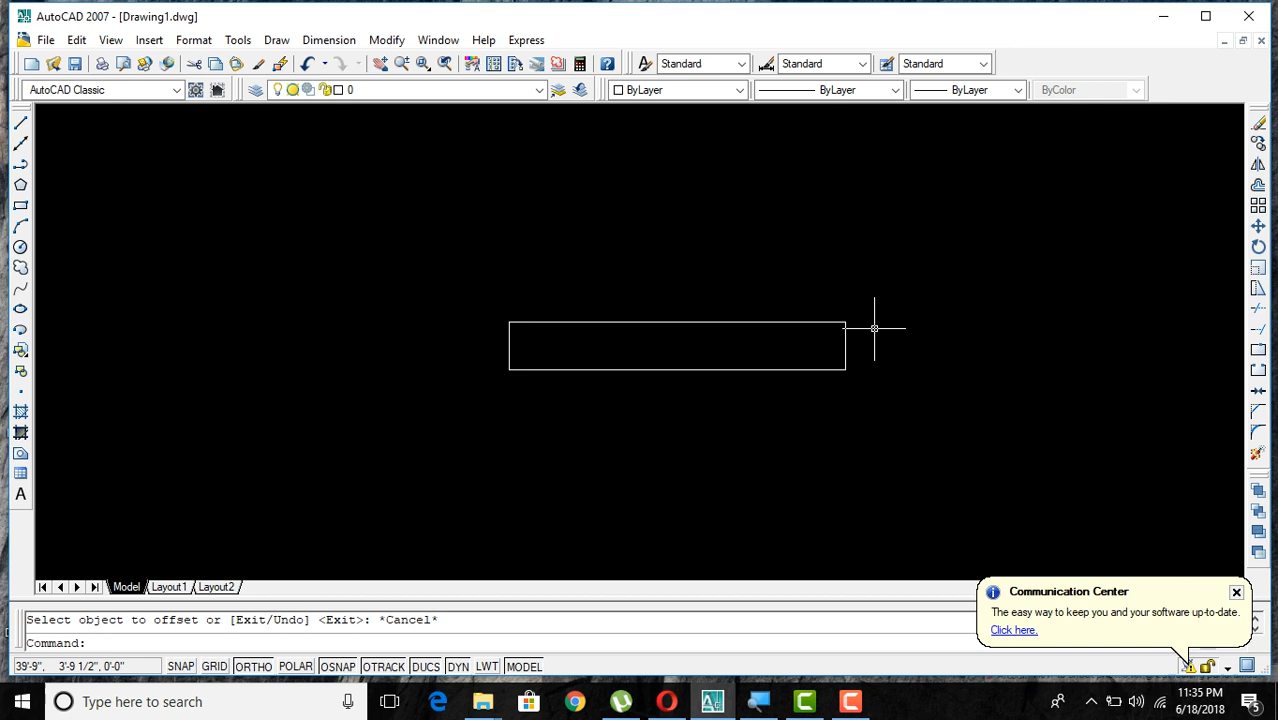 AutoCAD 2007 - [Drawing1.dwg]
File Edit View Insert Format Tools Draw Dimension Modify Window Help Express
Standard Standard Standard
AutoCAD Classic 0 ByLayer ByLayer ByLayer ByColor
A
Model Layout1 Layout2
Communication Center
The easy way to keep you and your software up-to-date.
Click here.
Select object to offset or [Exit/Undo] <Exit>: *Cancel*
Command:
39'-9", 3'-9 1/2", 0'-0" SNAP GRID ORTHO POLAR OSNAP OTRACK DUCS DYN LWT MODEL
Type here to search
11:35 PM
6/18/2018
5